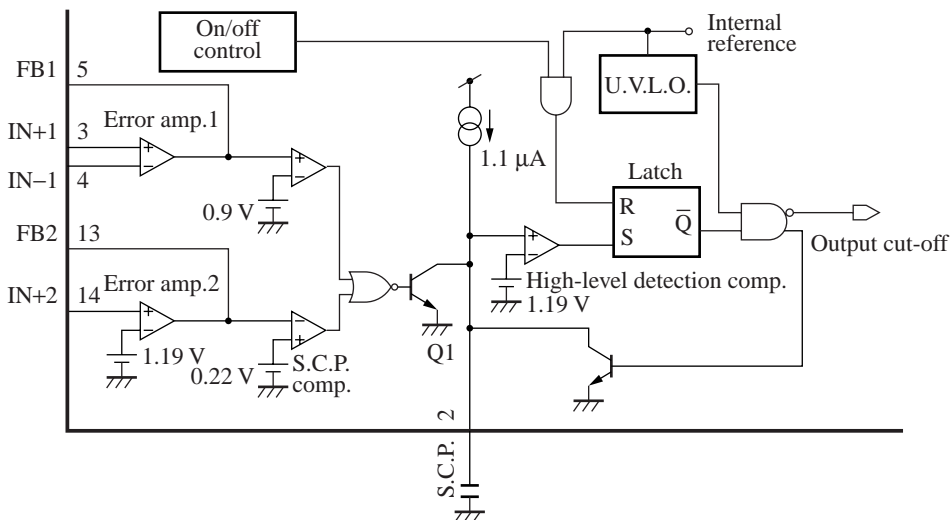 On/off
control
Internal
reference
FB1
5
U.V.L.O.
IN+1
3
Error amp.1
1.1 µA
IN−1
4
Latch
0.9 V
R
Q̅
S
FB2
13
Output cut-off
IN+2
14
Error amp.2
High-level detection comp.
1.19 V
Q1
1.19 V
0.22 V
S.C.P.
comp.
2
S.C.P.